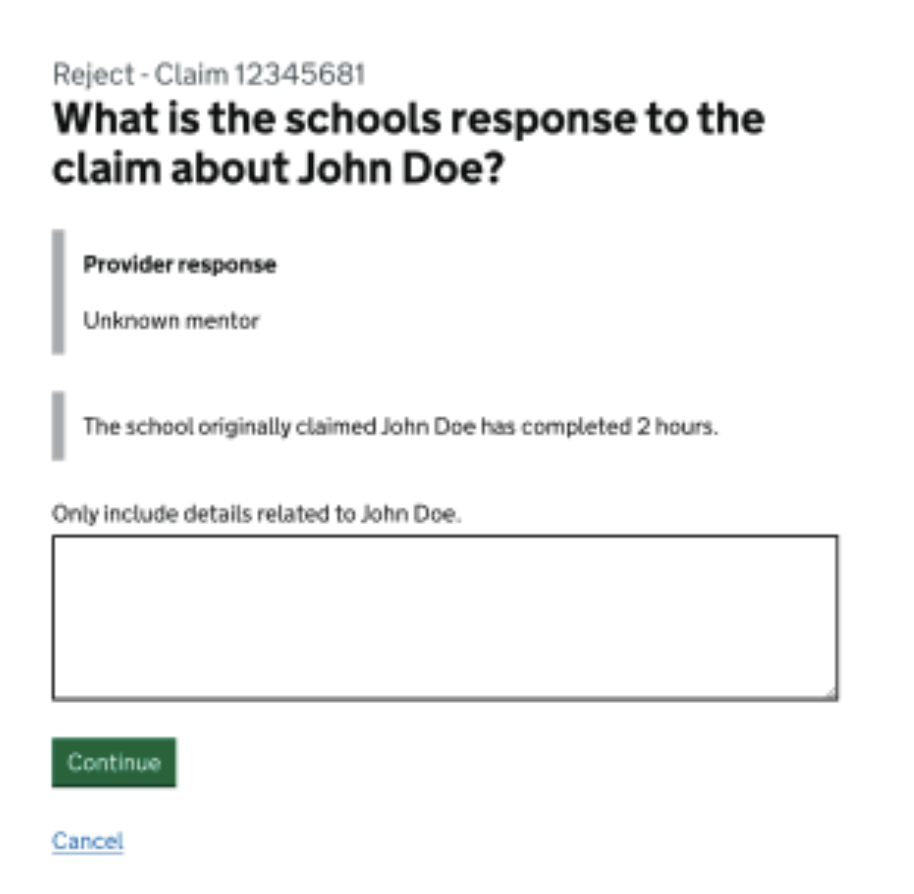 Reject - Claim 12345681
What is the schools response to the
claim about John Doe?
Provider response
Unknown mentor
The school originally claimed John Doe has completed 2 hours.
Only include details related to John Doe.
Continue
Cancel